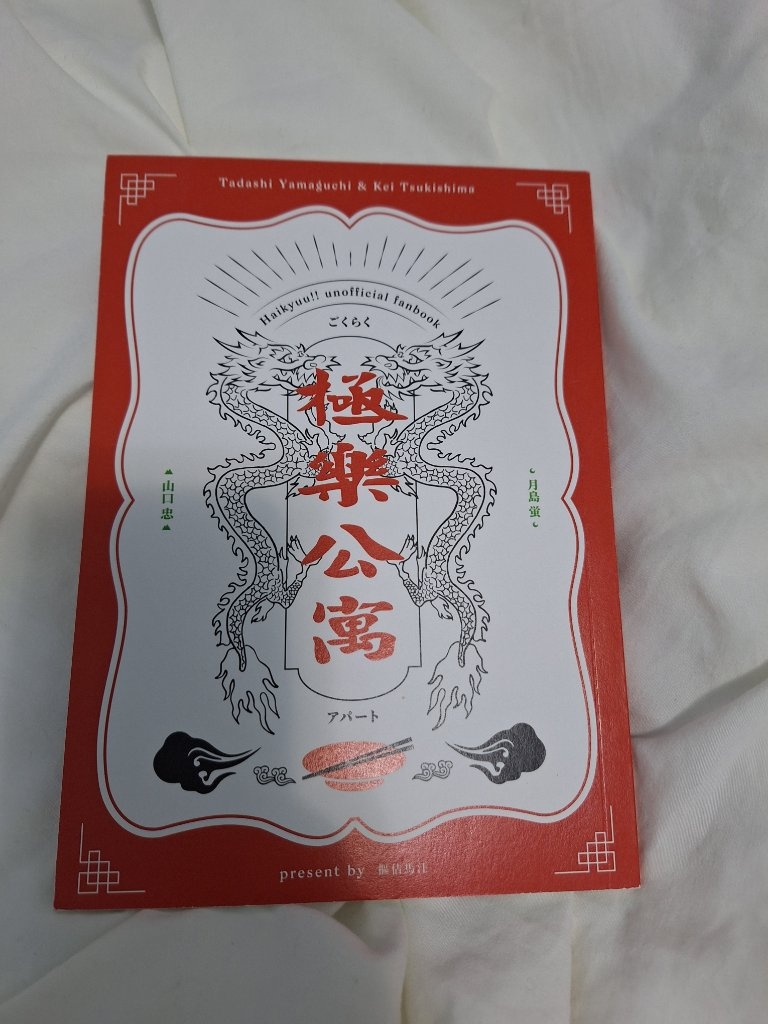 Tadashi Yamaguchi & Kei Tsukishima
Haikyuu!! unofficial fanbook
ごくらく
極樂公寓
月島 螢
山口 忠
アパート
present by